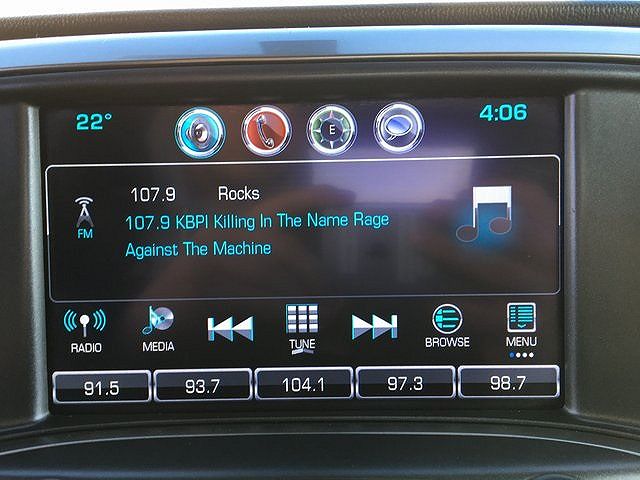 22° 4:06
E
107.9 Rocks
107.9 KBPI Killing In The Name Rage
Against The Machine
FM
RADIO MEDIA TUNE BROWSE MENU
91.5 93.7 104.1 97.3 98.7